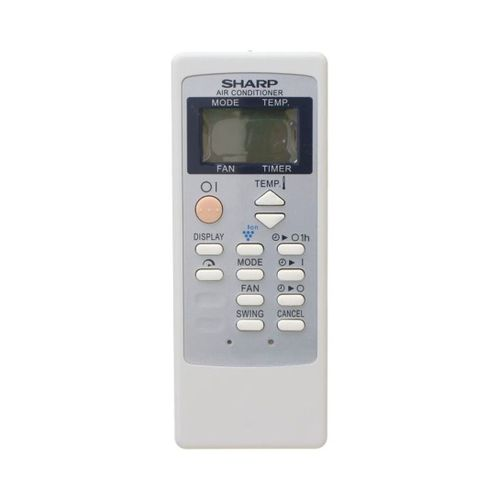 SHARP
AIR CONDITIONER
MODE TEMP.
FAN TIMER
TEMP.
Ion
DISPLAY 1h
MODE I
FAN
SWING CANCEL